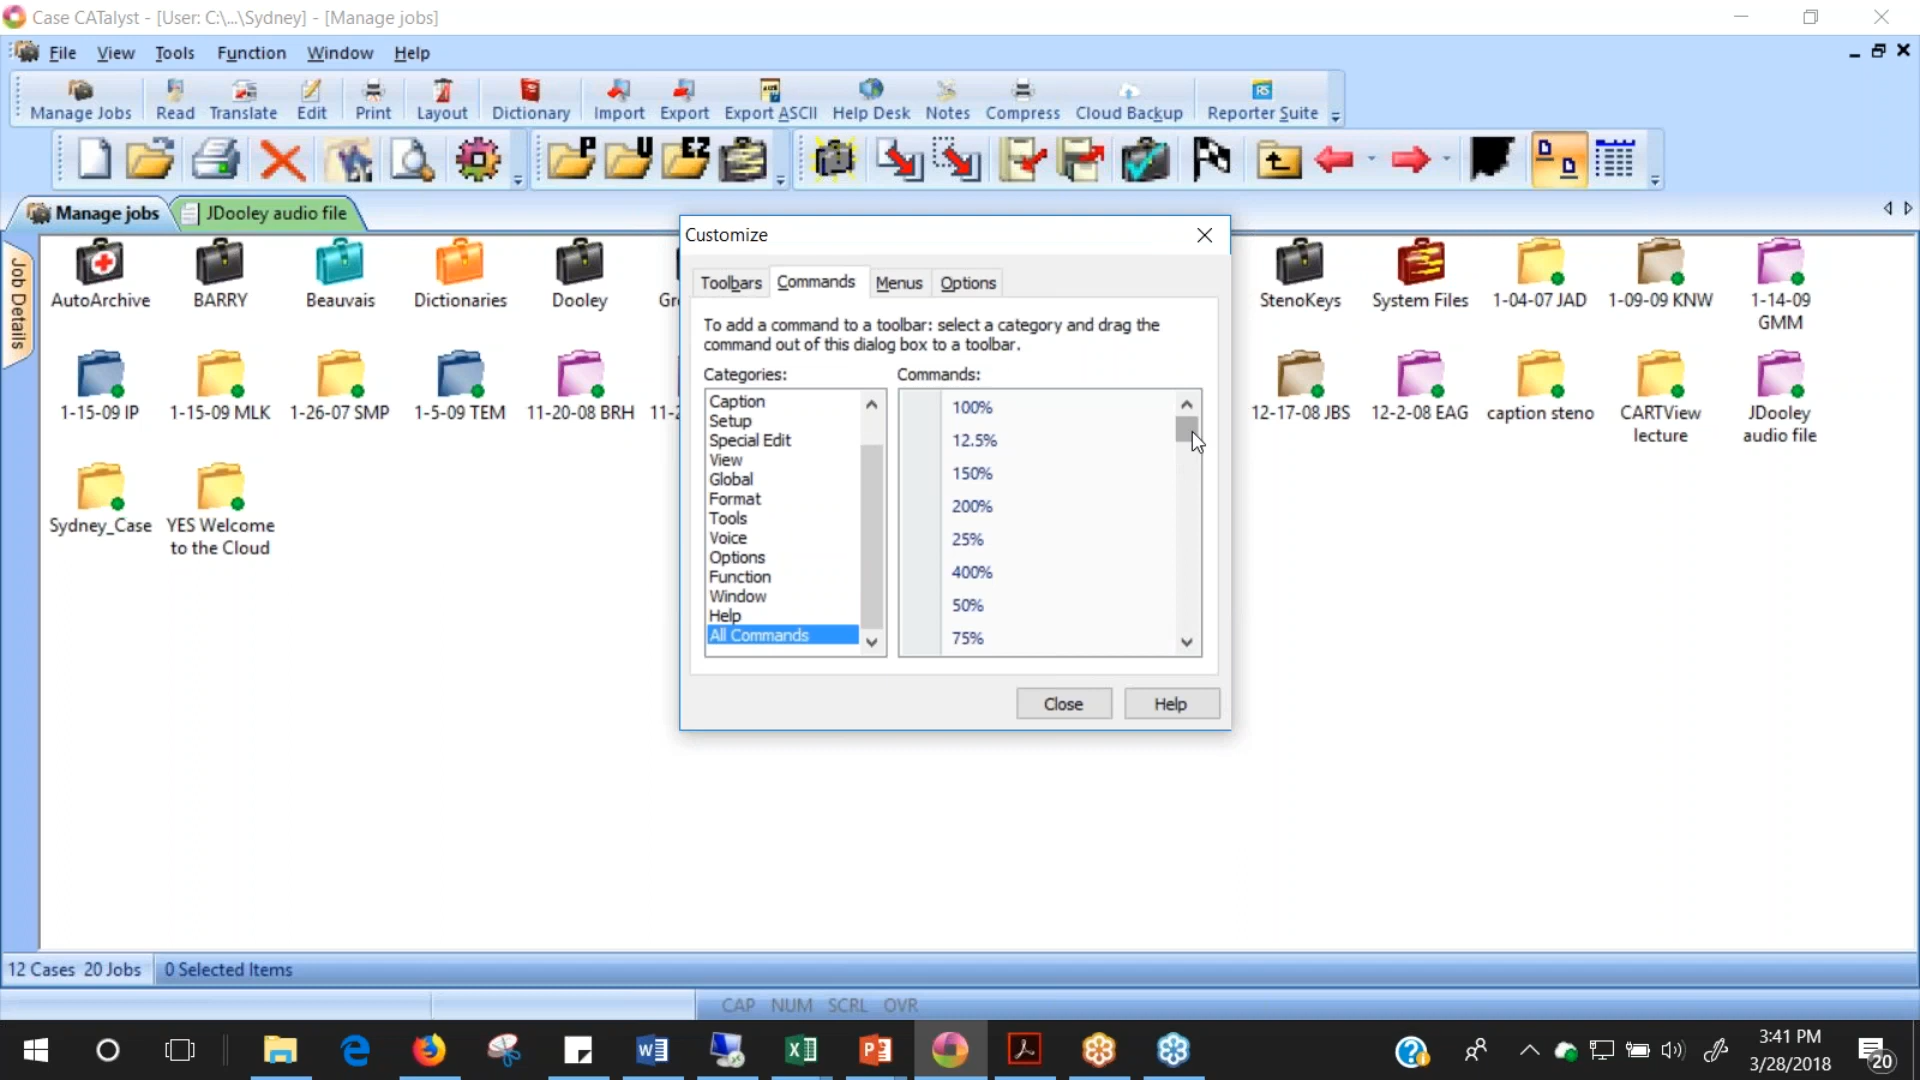 Case CATalyst - [User: C:\...\Sydney] - [Manage jobs]
File View Tools Function Window Help
Manage Jobs Read Translate Edit Print Layout Dictionary Import Export Export ASCII Help Desk Notes Compress Cloud Backup Reporter Suite
P U EZ
Manage jobs JDooley audio file
Job Details
Customize
Toolbars Commands Menus Options
To add a command to a toolbar: select a category and drag the
command out of this dialog box to a toolbar.
Categories: Commands:
Caption
Setup
Special Edit
View
Global
Format
Tools
Voice
Options
Function
Window
Help
All Commands
100%
12.5%
150%
200%
25%
400%
50%
75%
Close Help
AutoArchive BARRY Beauvais Dictionaries Dooley StenoKeys System Files 1-04-07 JAD 1-09-09 KNW 1-14-09
GMM
1-15-09 IP 1-15-09 MLK 1-26-07 SMP 1-5-09 TEM 11-20-08 BRH 12-17-08 JBS 12-2-08 EAG caption steno CARTView
lecture
JDooley
audio file
Sydney_Case YES Welcome
to the Cloud
12 Cases 20 Jobs 0 Selected Items
CAP NUM SCRL OVR
3:41 PM
3/28/2018
20